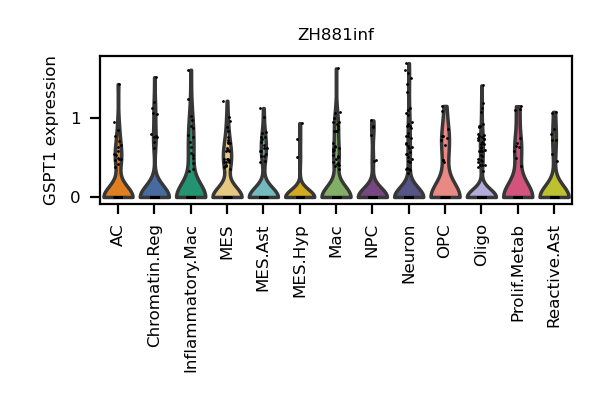 ZH881inf
GSPT1 expression
1
0
AC
Chromatin.Reg
Inflammatory.Mac
MES
MES.Ast
MES.Hyp
Mac
NPC
Neuron
OPC
Oligo
Prolif.Metab
Reactive.Ast